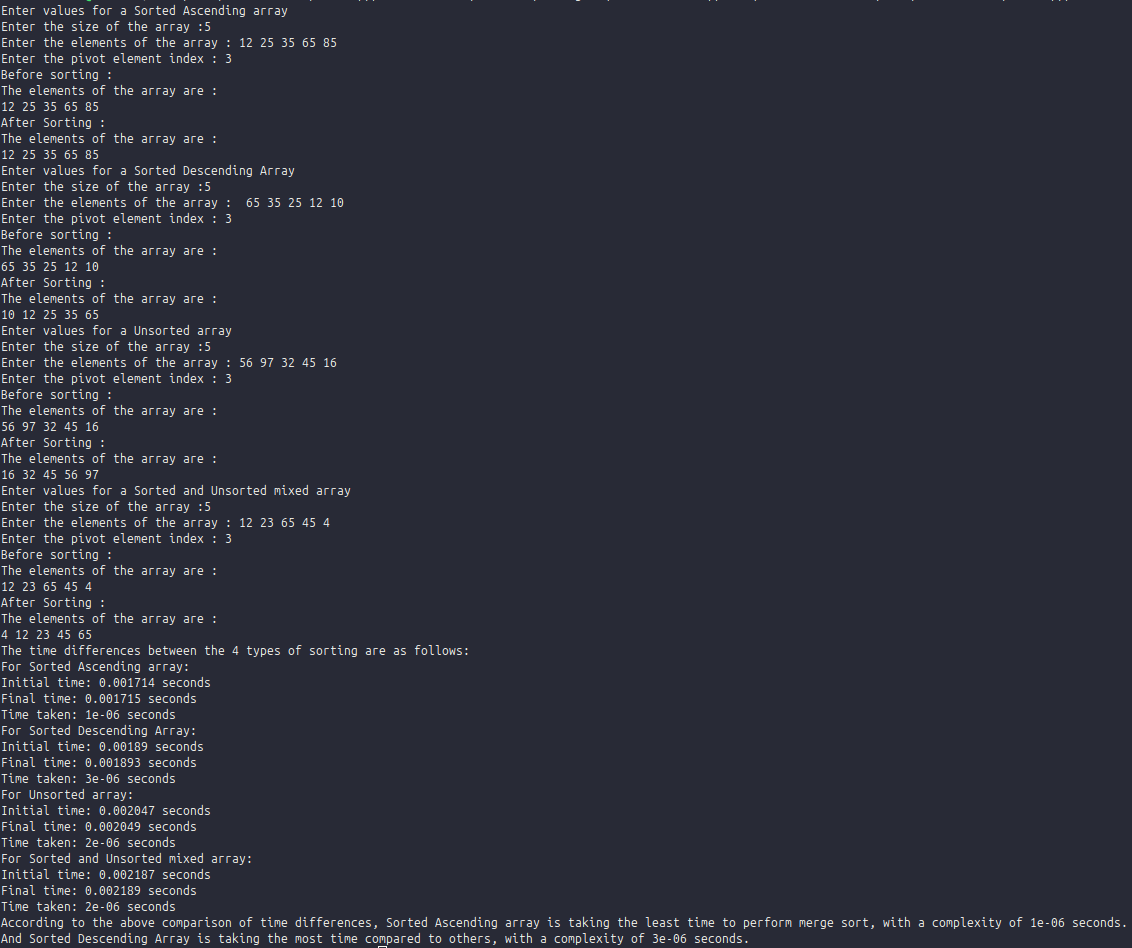 Enter values for a Sorted Ascending array
Enter the size of the array :5
Enter the elements of the array : 12 25 35 65 85
Enter the pivot element index : 3
Before sorting :
The elements of the array are :
12 25 35 65 85
After Sorting :
The elements of the array are :
12 25 35 65 85
Enter values for a Sorted Descending Array
Enter the size of the array :5
Enter the elements of the array :  65 35 25 12 10
Enter the pivot element index : 3
Before sorting :
The elements of the array are :
65 35 25 12 10
After Sorting :
The elements of the array are :
10 12 25 35 65
Enter values for a Unsorted array
Enter the size of the array :5
Enter the elements of the array : 56 97 32 45 16
Enter the pivot element index : 3
Before sorting :
The elements of the array are :
56 97 32 45 16
After Sorting :
The elements of the array are :
16 32 45 56 97
Enter values for a Sorted and Unsorted mixed array
Enter the size of the array :5
Enter the elements of the array : 12 23 65 45 4
Enter the pivot element index : 3
Before sorting :
The elements of the array are :
12 23 65 45 4
After Sorting :
The elements of the array are :
4 12 23 45 65
The time differences between the 4 types of sorting are as follows:
For Sorted Ascending array:
Initial time: 0.001714 seconds
Final time: 0.001715 seconds
Time taken: 1e-06 seconds
For Sorted Descending Array:
Initial time: 0.00189 seconds
Final time: 0.001893 seconds
Time taken: 3e-06 seconds
For Unsorted array:
Initial time: 0.002047 seconds
Final time: 0.002049 seconds
Time taken: 2e-06 seconds
For Sorted and Unsorted mixed array:
Initial time: 0.002187 seconds
Final time: 0.002189 seconds
Time taken: 2e-06 seconds
According to the above comparison of time differences, Sorted Ascending array is taking the least time to perform merge sort, with a complexity of 1e-06 seconds.
And Sorted Descending Array is taking the most time compared to others, with a complexity of 3e-06 seconds.